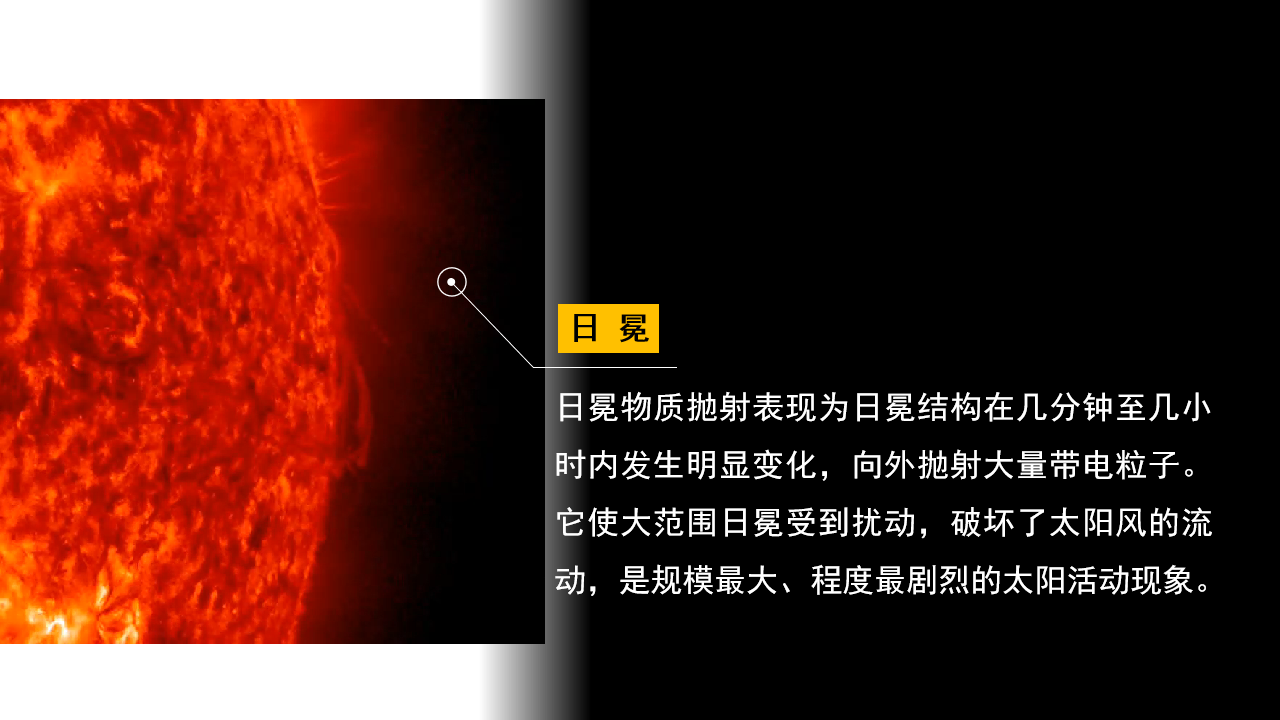 日 冕
日冕物质抛射表现为日冕结构在几分钟至几小
时内发生明显变化，向外抛射大量带电粒子。
它使大范围日冕受到扰动，破坏了太阳风的流
动，是规模最大、程度最剧烈的太阳活动现象。